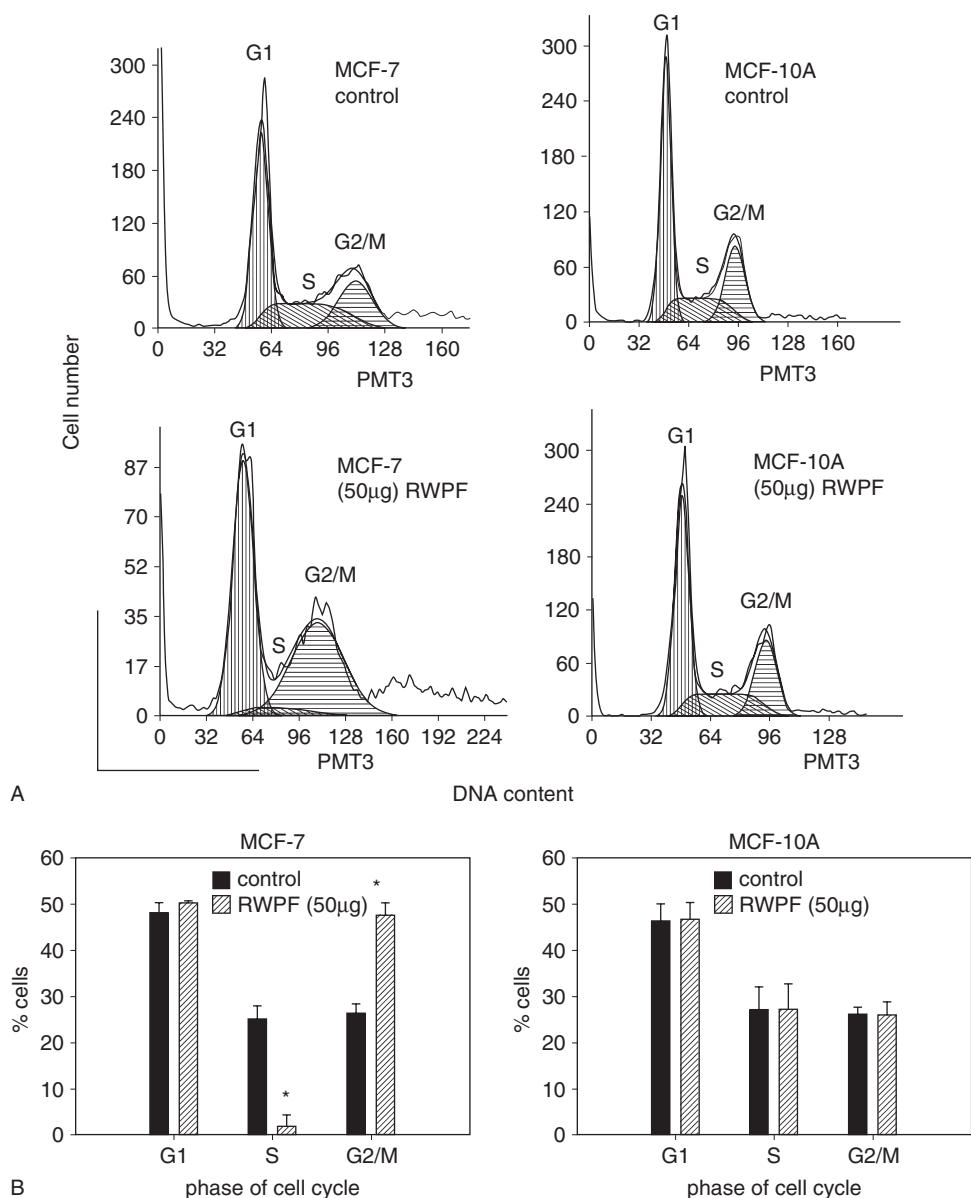 G1
MCF-7
control
300
240
180
120
60
0
G2/M
S
0 32 64 96 128 160
PMT3
G1
MCF-10A
control
300
240
180
120
60
0
G2/M
S
0 32 64 96 128 160
PMT3
Cell number
G1
MCF-7
(50µg) RWPF
87
70
52
35
17
0
G2/M
S
0 32 64 96 128 160 192 224
PMT3
G1
MCF-10A
(50µg) RWPF
300
240
180
120
60
0
G2/M
S
0 32 64 96 128
PMT3
A
DNA content
MCF-7
60
50
40
30
20
10
0
% cells
control
RWPF (50µg)
*
*
G1 S G2/M
phase of cell cycle
MCF-10A
60
50
40
30
20
10
0
% cells
control
RWPF (50µg)
G1 S G2/M
phase of cell cycle
B